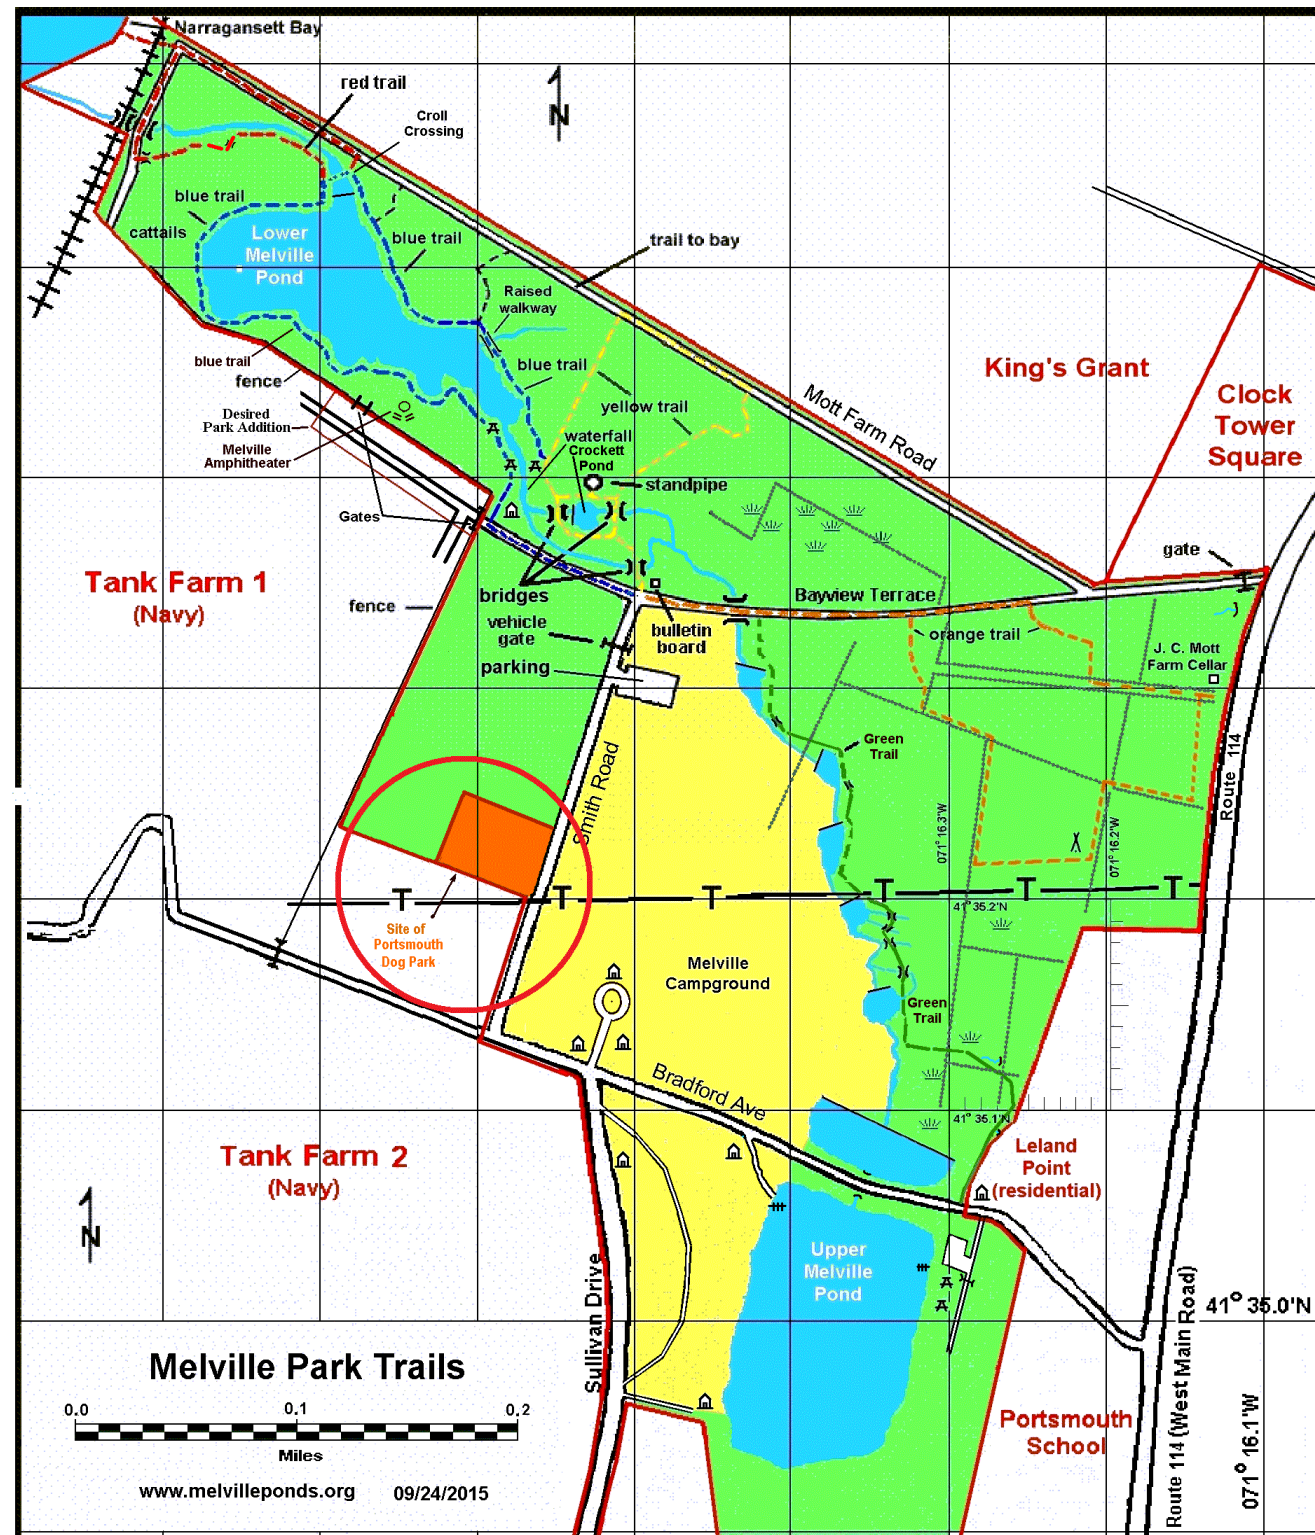 Narragansett Bay
red trail
Croll
Crossing
N
blue trail
cattails
Lower
Melville
Pond
blue trail
trail to bay
Raised
walkway
blue trail
blue trail
fence
yellow trail
Mott Farm Road
King's Grant
Clock
Tower
Square
Desired
Park Addition
Melville
Amphitheater
waterfall
Crockett
Pond
standpipe
Gates
gate
Tank Farm 1
(Navy)
fence
bridges
vehicle
gate
parking
bulletin
board
Bayview Terrace
orange trail
J. C. Mott
Farm Cellar
Green
Trail
Smith Road
Route 114
071° 16.3'W
071° 16.2'W
T
T
T
T
T
T
41° 35.2'N
Site of
Portsmouth
Dog Park
Melville
Campground
Green
Trail
Bradford Ave
41° 35.1'N
Tank Farm 2
(Navy)
Leland
Point
(residential)
N
Upper
Melville
Pond
Sullivan Drive
41° 35.0'N
Route 114 (West Main Road)
071° 16.1'W
Melville Park Trails
0.0 0.1 0.2
Miles
Portsmouth
School
www.melvilleponds.org 09/24/2015